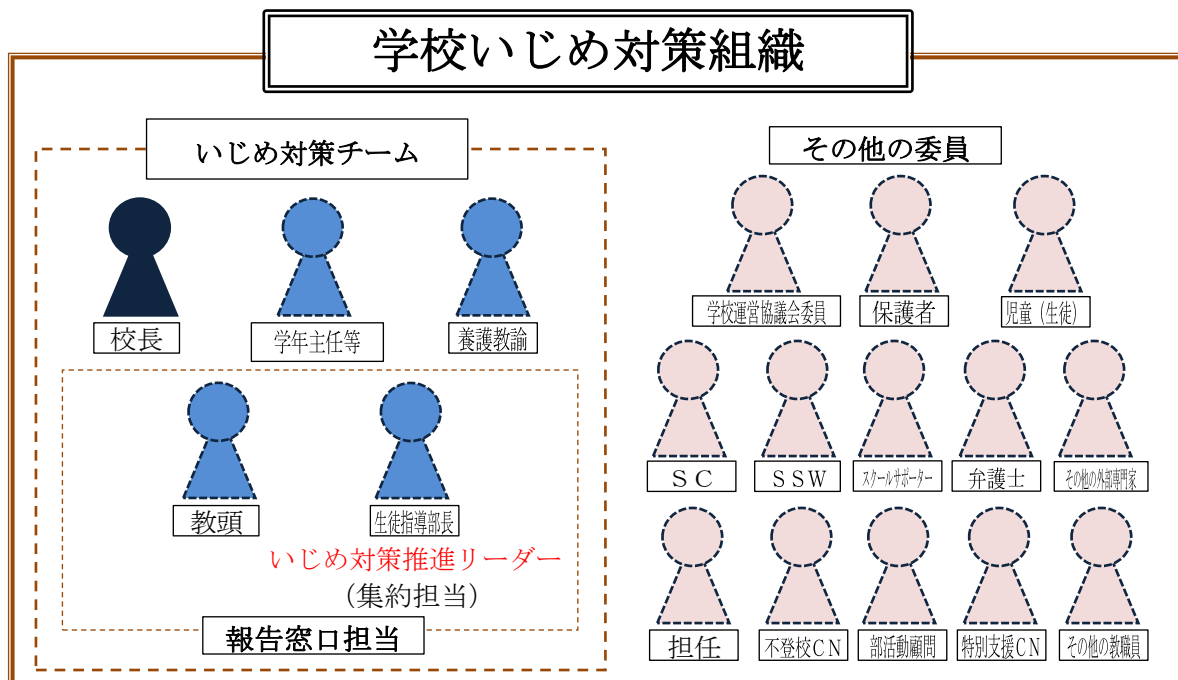 学校いじめ対策組織
いじめ対策チーム
校長
学年主任等
養護教諭
教頭
生徒指導部長
いじめ対策推進リーダー
（集約担当）
報告窓口担当
その他の委員
学校運営協議会委員
保護者
児童（生徒）
ＳＣ
ＳＳＷ
スクールサポーター
弁護士
その他の外部専門家
担任
不登校ＣＮ
部活動顧問
特別支援ＣＮ
その他の教職員